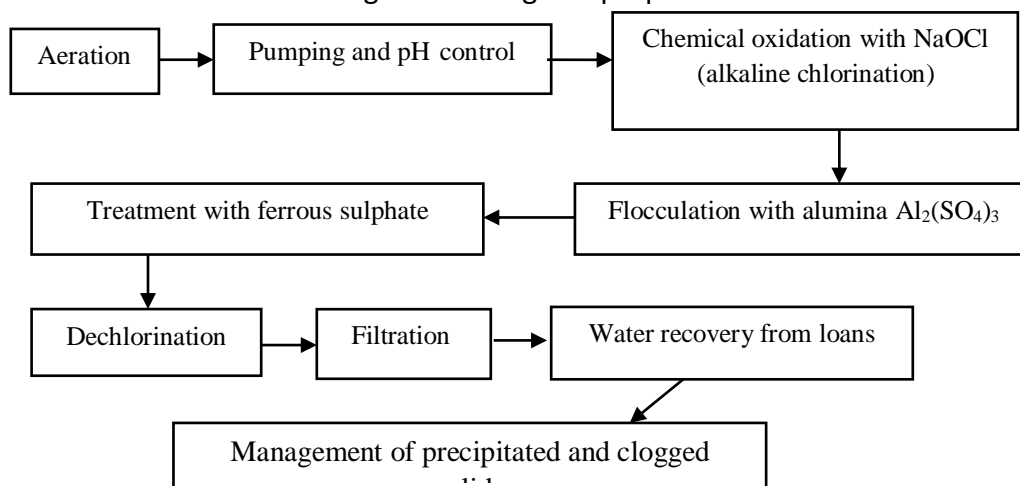 Aeration
Pumping and pH control
Chemical oxidation with NaOCl
(alkaline chlorination)
Treatment with ferrous sulphate
Flocculation with alumina Al₂(SO₄)₃
Dechlorination
Filtration
Water recovery from loans
Management of precipitated and clogged